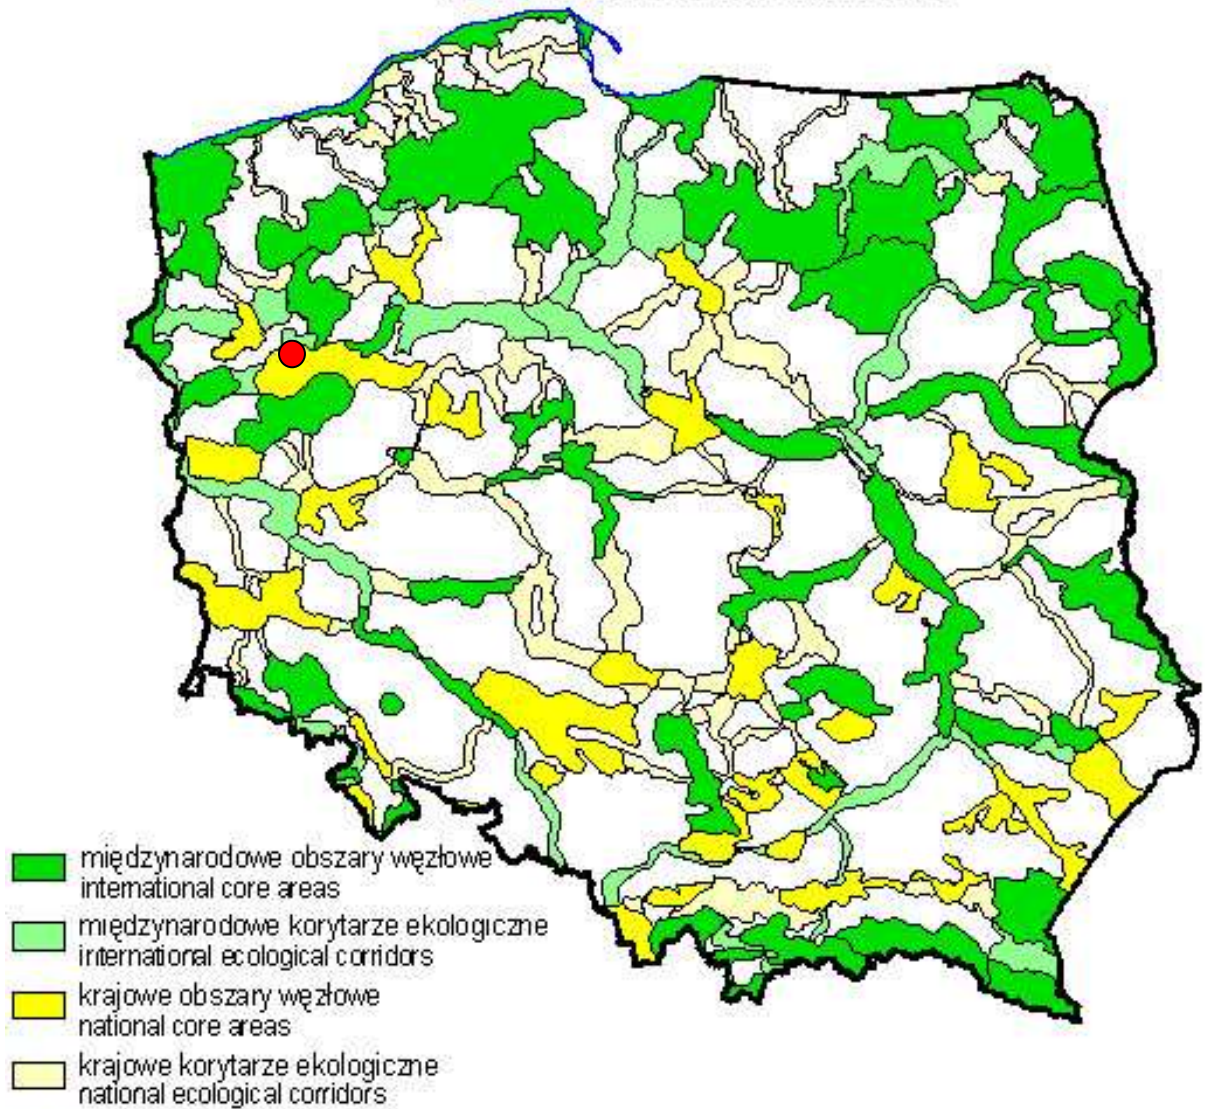 międzynarodowe obszary węzłowe
international core areas
międzynarodowe korytarze ekologiczne
international ecological corridors
krajowe obszary węzłowe
national core areas
krajowe korytarze ekologiczne
national ecological corridors